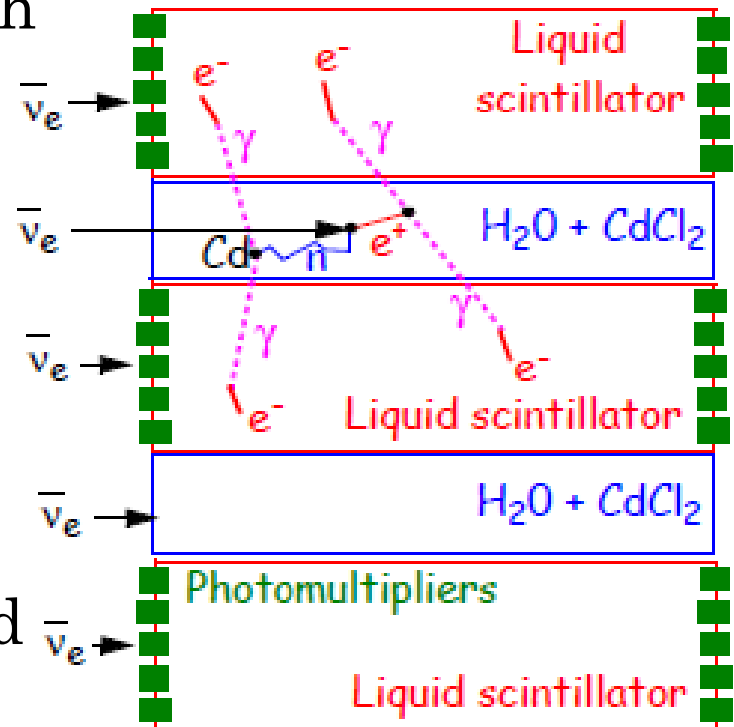 h
Liquid
scintillator
e⁻
e⁻
ν̄ₑ
γ
γ
ν̄ₑ
Cd
n
e⁺
H₂O + CdCl₂
γ
γ
ν̄ₑ
e⁻
e⁻
Liquid scintillator
ν̄ₑ
H₂O + CdCl₂
Photomultipliers
d
ν̄ₑ
Liquid scintillator